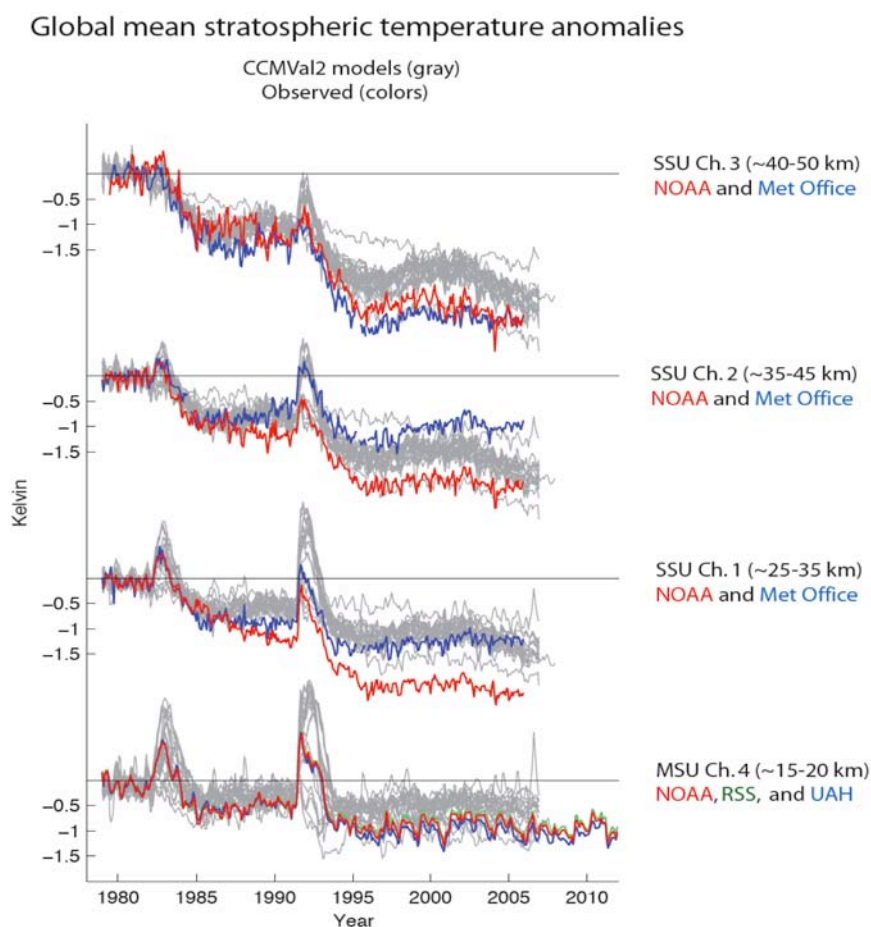 Global mean stratospheric temperature anomalies
CCMVal2 models (gray)
Observed (colors)
SSU Ch. 3 (~40-50 km)
NOAA and Met Office
-0.5
-1
-1.5
SSU Ch. 2 (~35-45 km)
NOAA and Met Office
-0.5
-1
-1.5
Kelvin
SSU Ch. 1 (~25-35 km)
NOAA and Met Office
-0.5
-1
-1.5
MSU Ch. 4 (~15-20 km)
NOAA, RSS, and UAH
-0.5
-1
-1.5
1980 1985 1990 1995 2000 2005 2010
Year